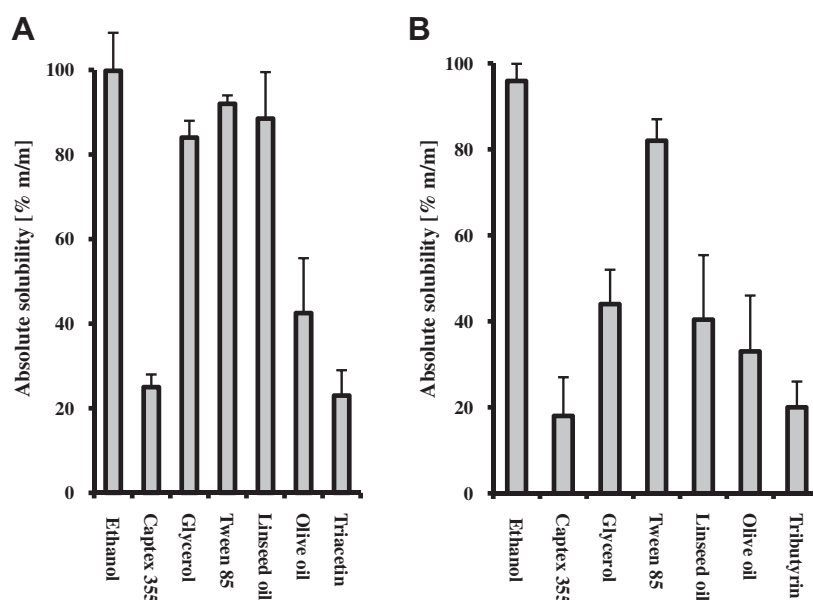 A
Absolute solubility [% m/m]
100
80
60
40
20
0
Ethanol
Captex 355
Glycerol
Tween 85
Linseed oil
Olive oil
Triacetin
B
Absolute solubility [% m/m]
100
80
60
40
20
0
Ethanol
Captex 355
Glycerol
Tween 85
Linseed oil
Olive oil
Tributyrin